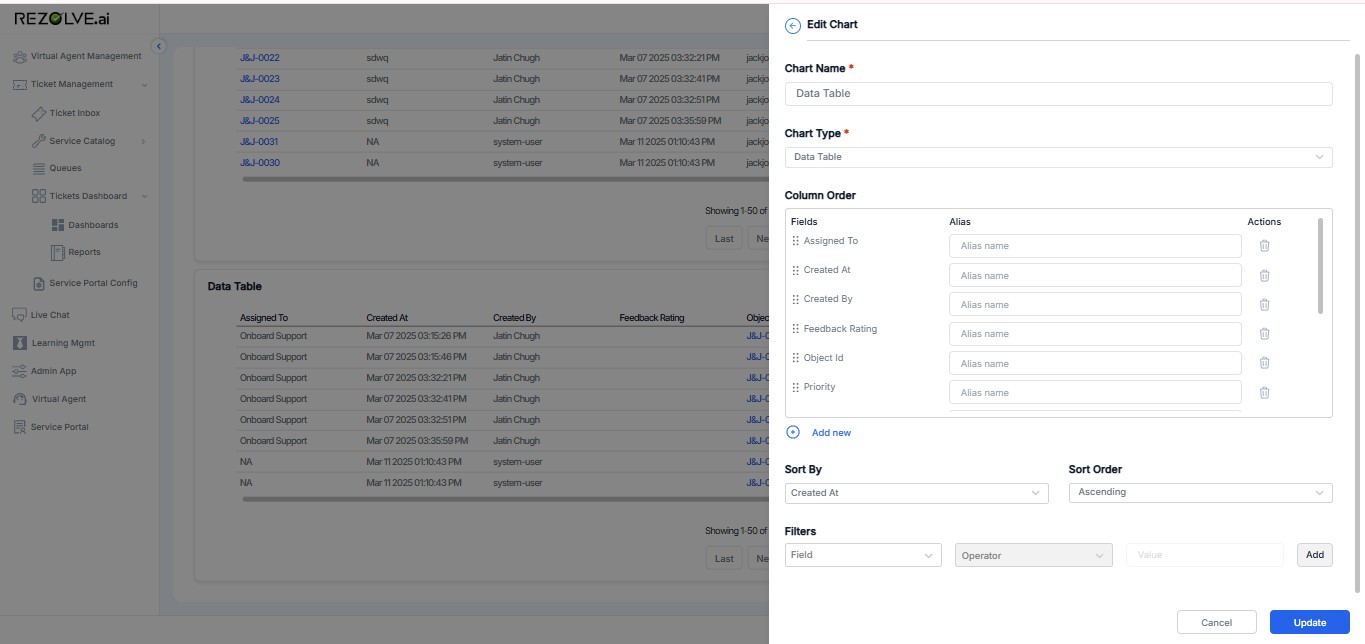 REZOLVE.ai
Virtual Agent Management
Ticket Management
Ticket Inbox
Service Catalog
Queues
Tickets Dashboard
Dashboards
Reports
Service Portal Config
Live Chat
Learning Mgmt
Admin App
Virtual Agent
Service Portal
J&J-0022 sdwq Jatin Chugh Mar 07 2025 03:32:21 PM jackjo
J&J-0023 sdwq Jatin Chugh Mar 07 2025 03:32:41 PM jackjo
J&J-0024 sdwq Jatin Chugh Mar 07 2025 03:32:51 PM jackjo
J&J-0025 sdwq Jatin Chugh Mar 07 2025 03:35:59 PM jackjo
J&J-0031 NA system-user Mar 11 2025 01:10:43 PM jackjo
J&J-0030 NA system-user Mar 11 2025 01:10:43 PM jackjo
Showing 1-50 of
Last Ne
Data Table
Assigned To Created At Created By Feedback Rating Objec
Onboard Support Mar 07 2025 03:15:26 PM Jatin Chugh J&J-0
Onboard Support Mar 07 2025 03:15:46 PM Jatin Chugh J&J-0
Onboard Support Mar 07 2025 03:32:21 PM Jatin Chugh J&J-0
Onboard Support Mar 07 2025 03:32:41 PM Jatin Chugh J&J-0
Onboard Support Mar 07 2025 03:32:51 PM Jatin Chugh J&J-0
Onboard Support Mar 07 2025 03:35:59 PM Jatin Chugh J&J-0
NA Mar 11 2025 01:10:43 PM system-user J&J-0
NA Mar 11 2025 01:10:43 PM system-user J&J-0
Showing 1-50 of
Last Ne
Edit Chart
Chart Name *
Data Table
Chart Type *
Data Table
Column Order
Fields Alias Actions
Assigned To Alias name
Created At Alias name
Created By Alias name
Feedback Rating Alias name
Object Id Alias name
Priority Alias name
Add new
Sort By Sort Order
Created At Ascending
Filters
Field Operator Value Add
Cancel Update